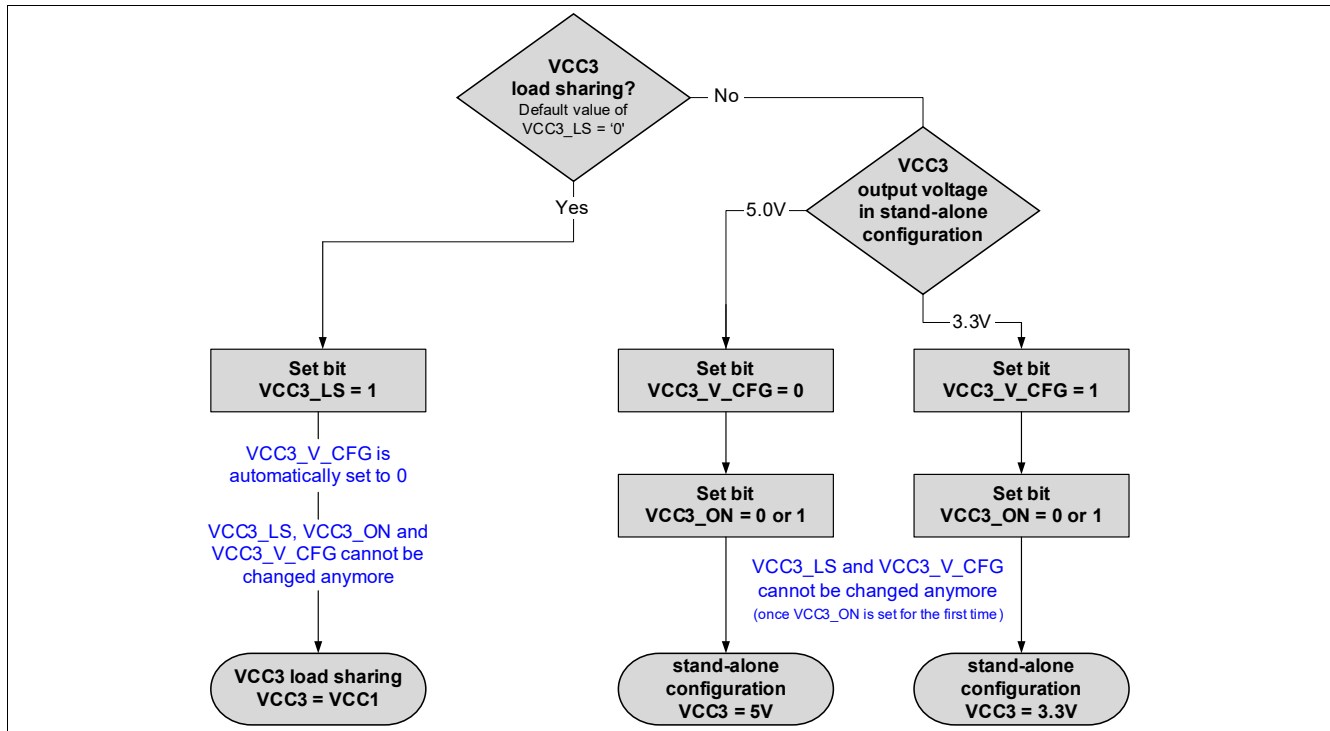 VCC3
load sharing?
Default value of
VCC3_LS = ‘0'
No
Yes
VCC3
output voltage
in stand-alone
configuration
5.0V
3.3V
Set bit
VCC3_LS = 1
Set bit
VCC3_V_CFG = 0
Set bit
VCC3_V_CFG = 1
VCC3_V_CFG is
automatically set to 0
Set bit
VCC3_ON = 0 or 1
Set bit
VCC3_ON = 0 or 1
VCC3_LS, VCC3_ON and
VCC3_V_CFG cannot be
changed anymore
VCC3_LS and VCC3_V_CFG
cannot be changed anymore
(once VCC3_ON is set for the first time)
VCC3 load sharing
VCC3 = VCC1
stand-alone
configuration
VCC3 = 5V
stand-alone
configuration
VCC3 = 3.3V